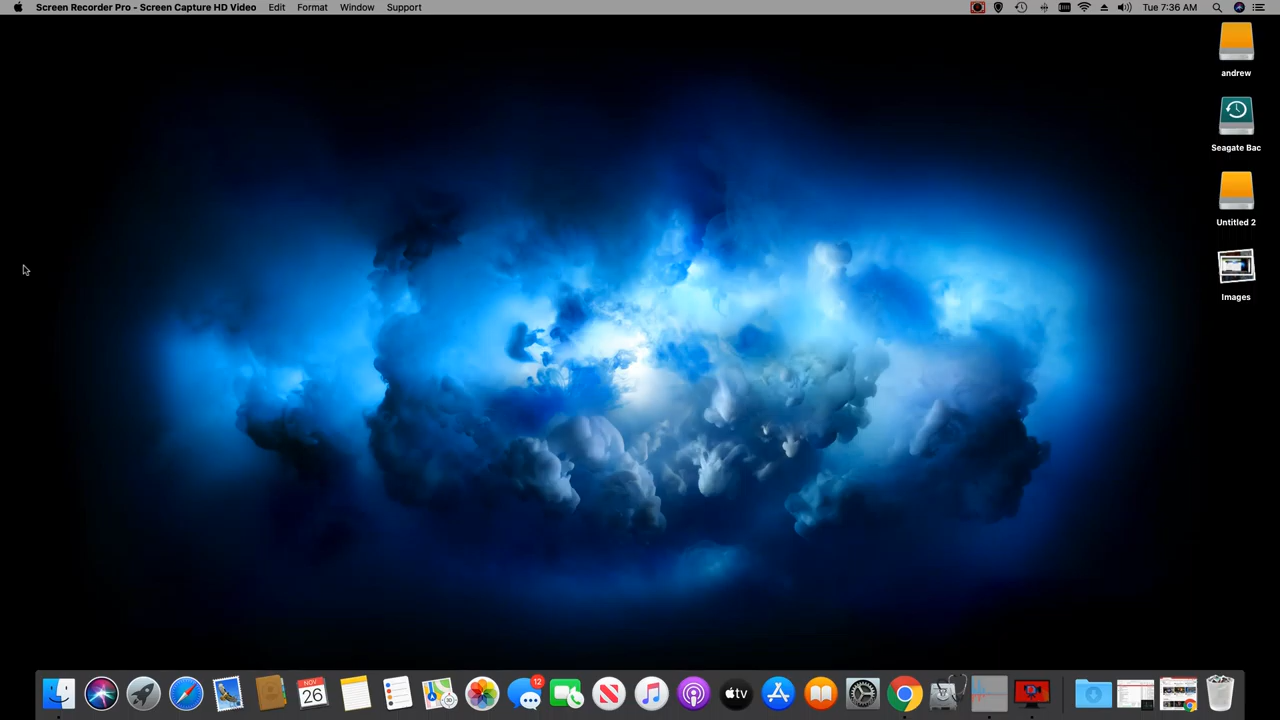 Screen Recorder Pro - Screen Capture HD Video Edit Format Window Support Tue 7:36 AM
andrew
Seagate Bac
Untitled 2
Images
NOV
26
12
tv